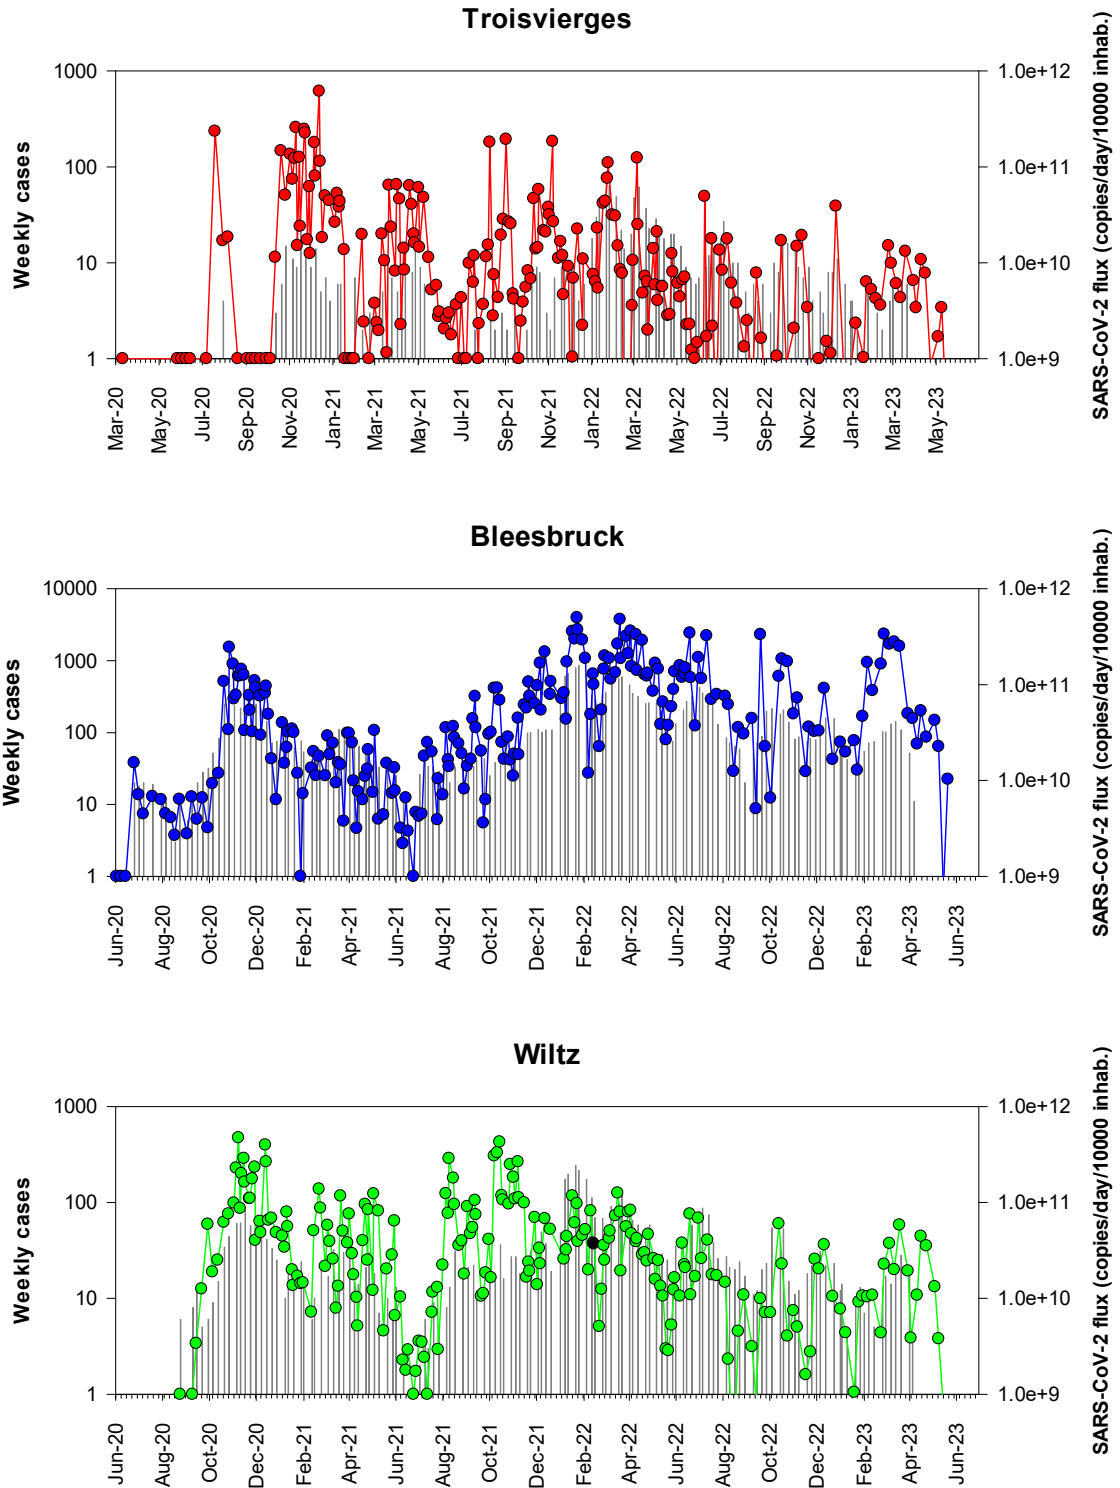 Troisvierges
Weekly cases
1000
100
10
1
1.0e+12
1.0e+11
1.0e+10
1.0e+9
SARS-CoV-2 flux (copies/day/10000 inhab.)
Mar-20
May-20
Jul-20
Sep-20
Nov-20
Jan-21
Mar-21
May-21
Jul-21
Sep-21
Nov-21
Jan-22
Mar-22
May-22
Jul-22
Sep-22
Nov-22
Jan-23
Mar-23
May-23
Bleesbruck
Weekly cases
10000
1000
100
10
1
1.0e+12
1.0e+11
1.0e+10
1.0e+9
SARS-CoV-2 flux (copies/day/10000 inhab.)
Jun-20
Aug-20
Oct-20
Dec-20
Feb-21
Apr-21
Jun-21
Aug-21
Oct-21
Dec-21
Feb-22
Apr-22
Jun-22
Aug-22
Oct-22
Dec-22
Feb-23
Apr-23
Jun-23
Wiltz
Weekly cases
1000
100
10
1
1.0e+12
1.0e+11
1.0e+10
1.0e+9
SARS-CoV-2 flux (copies/day/10000 inhab.)
Jun-20
Aug-20
Oct-20
Dec-20
Feb-21
Apr-21
Jun-21
Aug-21
Oct-21
Dec-21
Feb-22
Apr-22
Jun-22
Aug-22
Oct-22
Dec-22
Feb-23
Apr-23
Jun-23